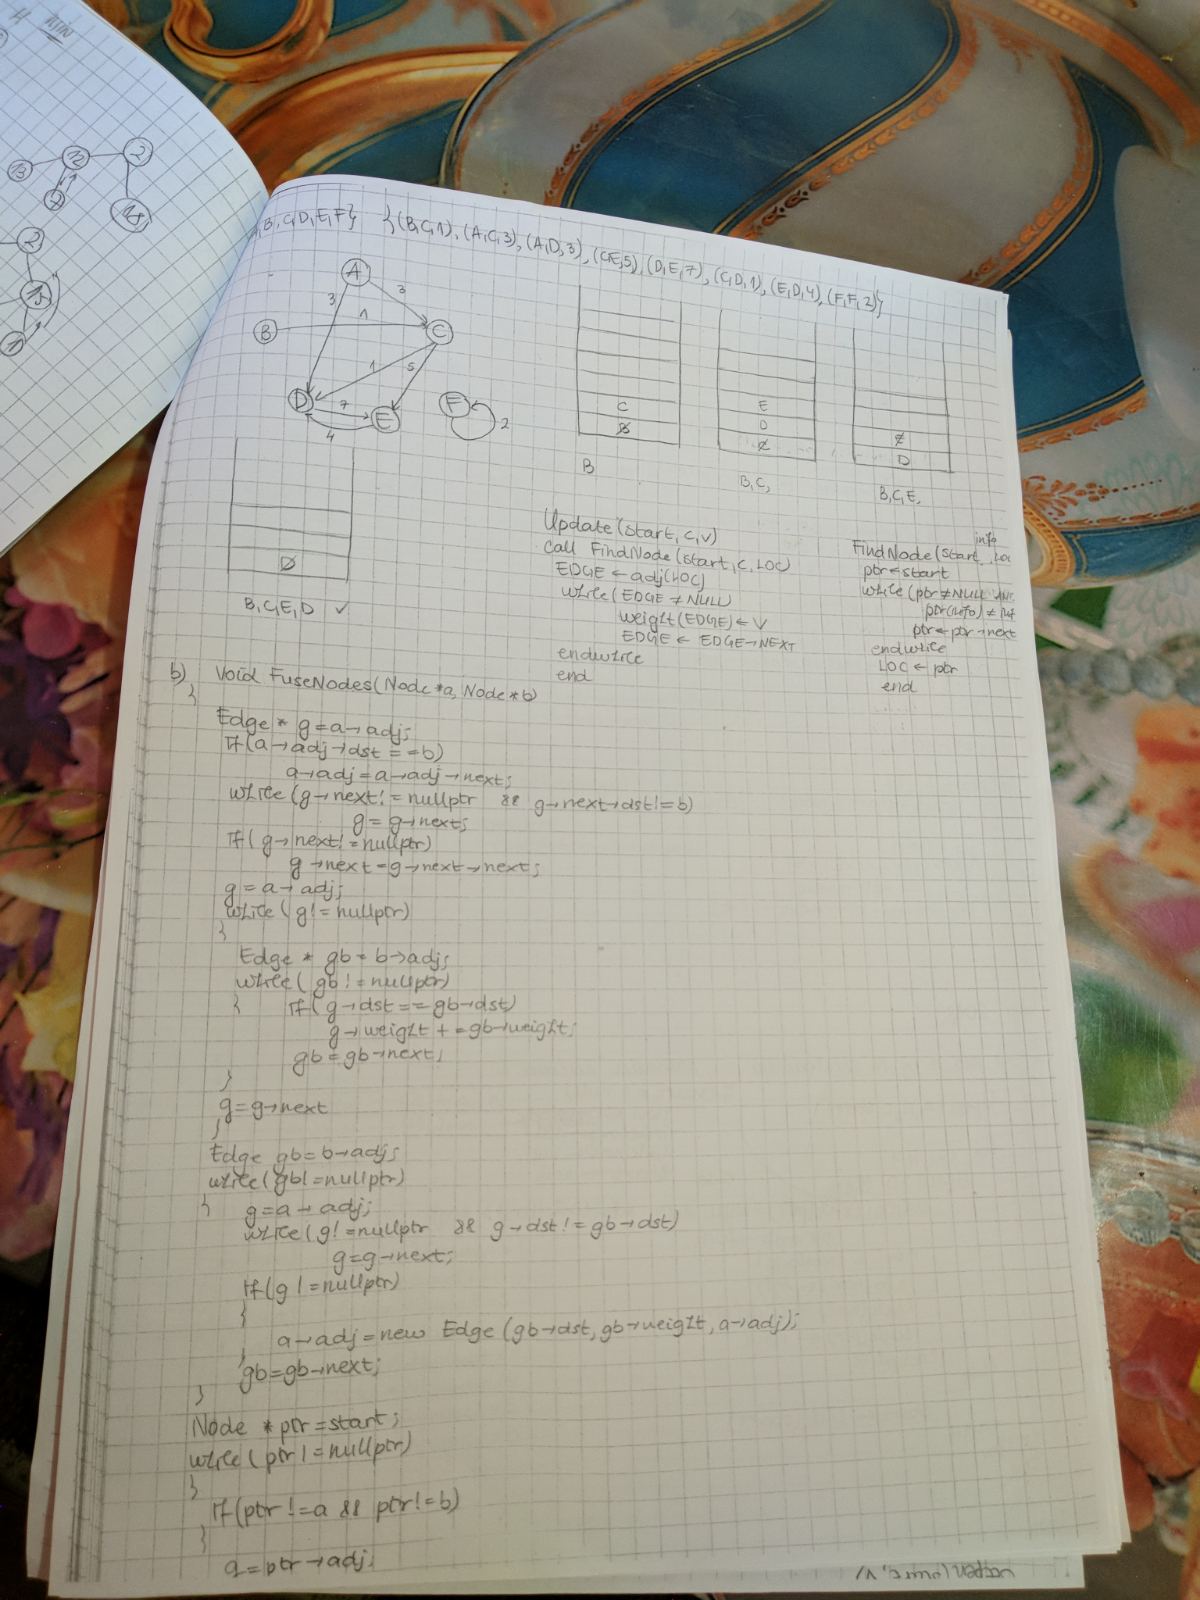 H MIN
13
12
2
7
18
2
18
11
B, C, D, E, F} {(B,C,1), (A,C,3), (A,D,3), (C,E,5), (D,E,7), (C,D,1), (E,D,4), (F,F,2)}
A
3
3
B
1
C
1
5
D
7
E
4
F
2
C
B
B
E
D
C
B,C,
E
D
B,C,E,
D
B,C,E,D ✓
Update(start, c, v)
call FindNode(start, c, LOC)
EDGE ← adj(LOC)
while(EDGE ≠ NULL
weight(EDGE) ← V
EDGE ← EDGE→NEXT
endwhile
end
info
FindNode(start, , LOC
ptr ← start
while(ptr ≠ NULL AND
ptr(info) ≠ inf
ptr ← ptr→next
endwhile
LOC ← ptr
end
b) void FuseNodes(Node *a, Node *b)
{
Edge * g = a→adj;
if(a→adj→dst == b)
a→adj = a→adj→next;
while(g→next != nullptr && g→next→dst != b)
g = g→next;
if(g→next != nullptr)
g→next = g→next→next;
g = a→adj;
while(g != nullptr)
{
Edge * gb = b→adj;
while(gb != nullptr)
{ if(g→dst == gb→dst)
g→weight += gb→weight;
gb = gb→next;
}
g = g→next
}
Edge gb = b→adj;
while(gb != nullptr)
{ g = a→adj;
while(g != nullptr && g→dst != gb→dst)
g = g→next;
if(g != nullptr)
{
a→adj = new Edge(gb→dst, gb→weight, a→adj);
}
gb = gb→next;
}
Node * ptr = start;
while(ptr != nullptr)
{
if(ptr != a && ptr != b)
{
g = ptr→adj;